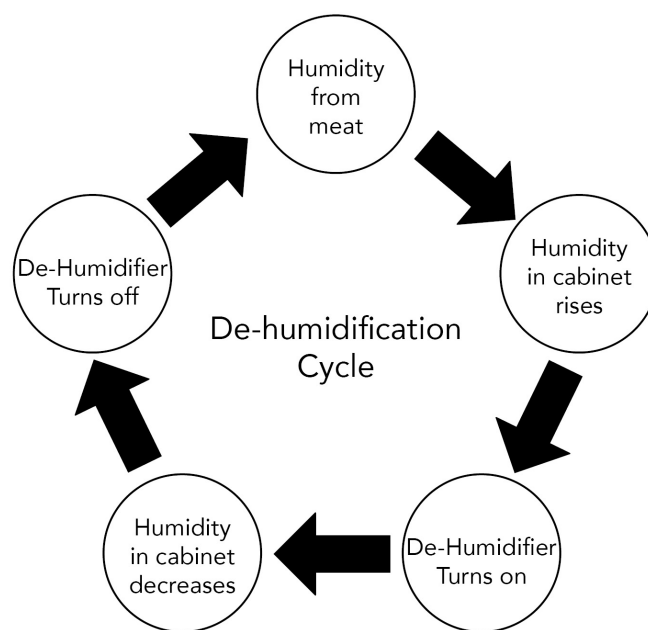 Humidity
from
meat
Humidity
in cabinet
rises
De-Humidifier
Turns on
Humidity
in cabinet
decreases
De-Humidifier
Turns off
De-humidification
Cycle